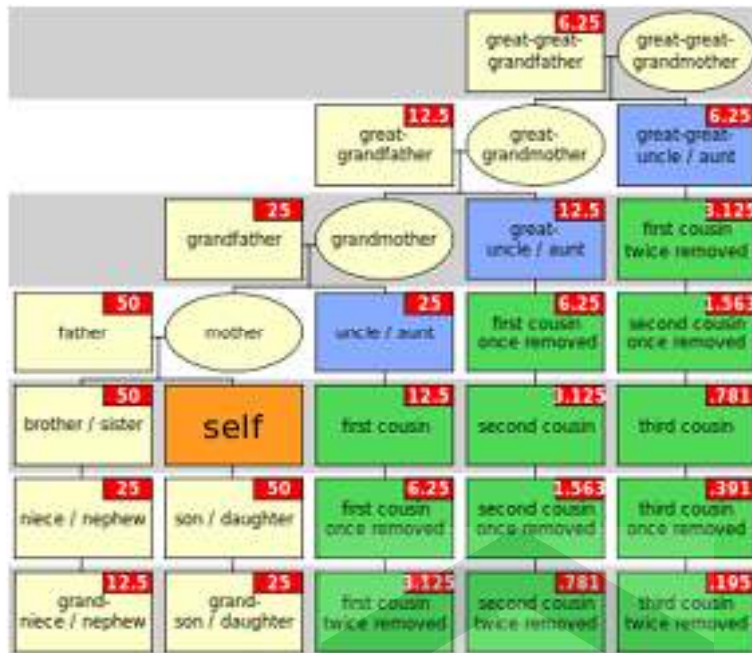 6.25
great-great-
grandfather
great-great-
grandmother
12.5
great-
grandfather
great-
grandmother
6.25
great-great-
uncle / aunt
25
grandfather
grandmother
12.5
great-
uncle / aunt
3.125
first cousin
twice removed
50
father
mother
25
uncle / aunt
6.25
first cousin
once removed
1.563
second cousin
once removed
50
brother / sister
self
12.5
first cousin
3.125
second cousin
.781
third cousin
25
niece / nephew
50
son / daughter
6.25
first cousin
once removed
1.563
second cousin
once removed
.391
third cousin
once removed
12.5
grand-
niece / nephew
25
grand-
son / daughter
3.125
first cousin
twice removed
.781
second cousin
twice removed
.195
third cousin
twice removed